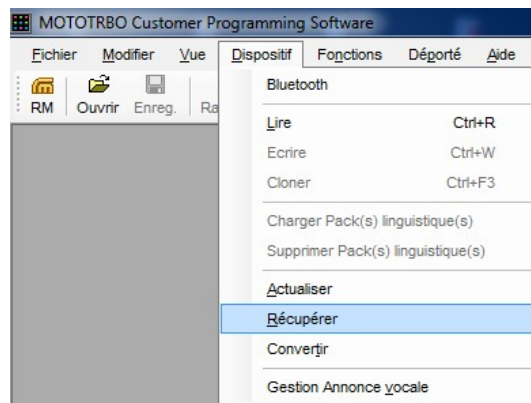 MOTOTRBO Customer Programming Software
Fichier Modifier Vue Dispositif Fonctions Déporté Aide
RM Ouvrir Enreg. Ra
Bluetooth
Lire Ctrl+R
Ecrire Ctrl+W
Cloner Ctrl+F3
Charger Pack(s) linguistique(s)
Supprimer Pack(s) linguistique(s)
Actualiser
Récupérer
Convertir
Gestion Annonce vocale